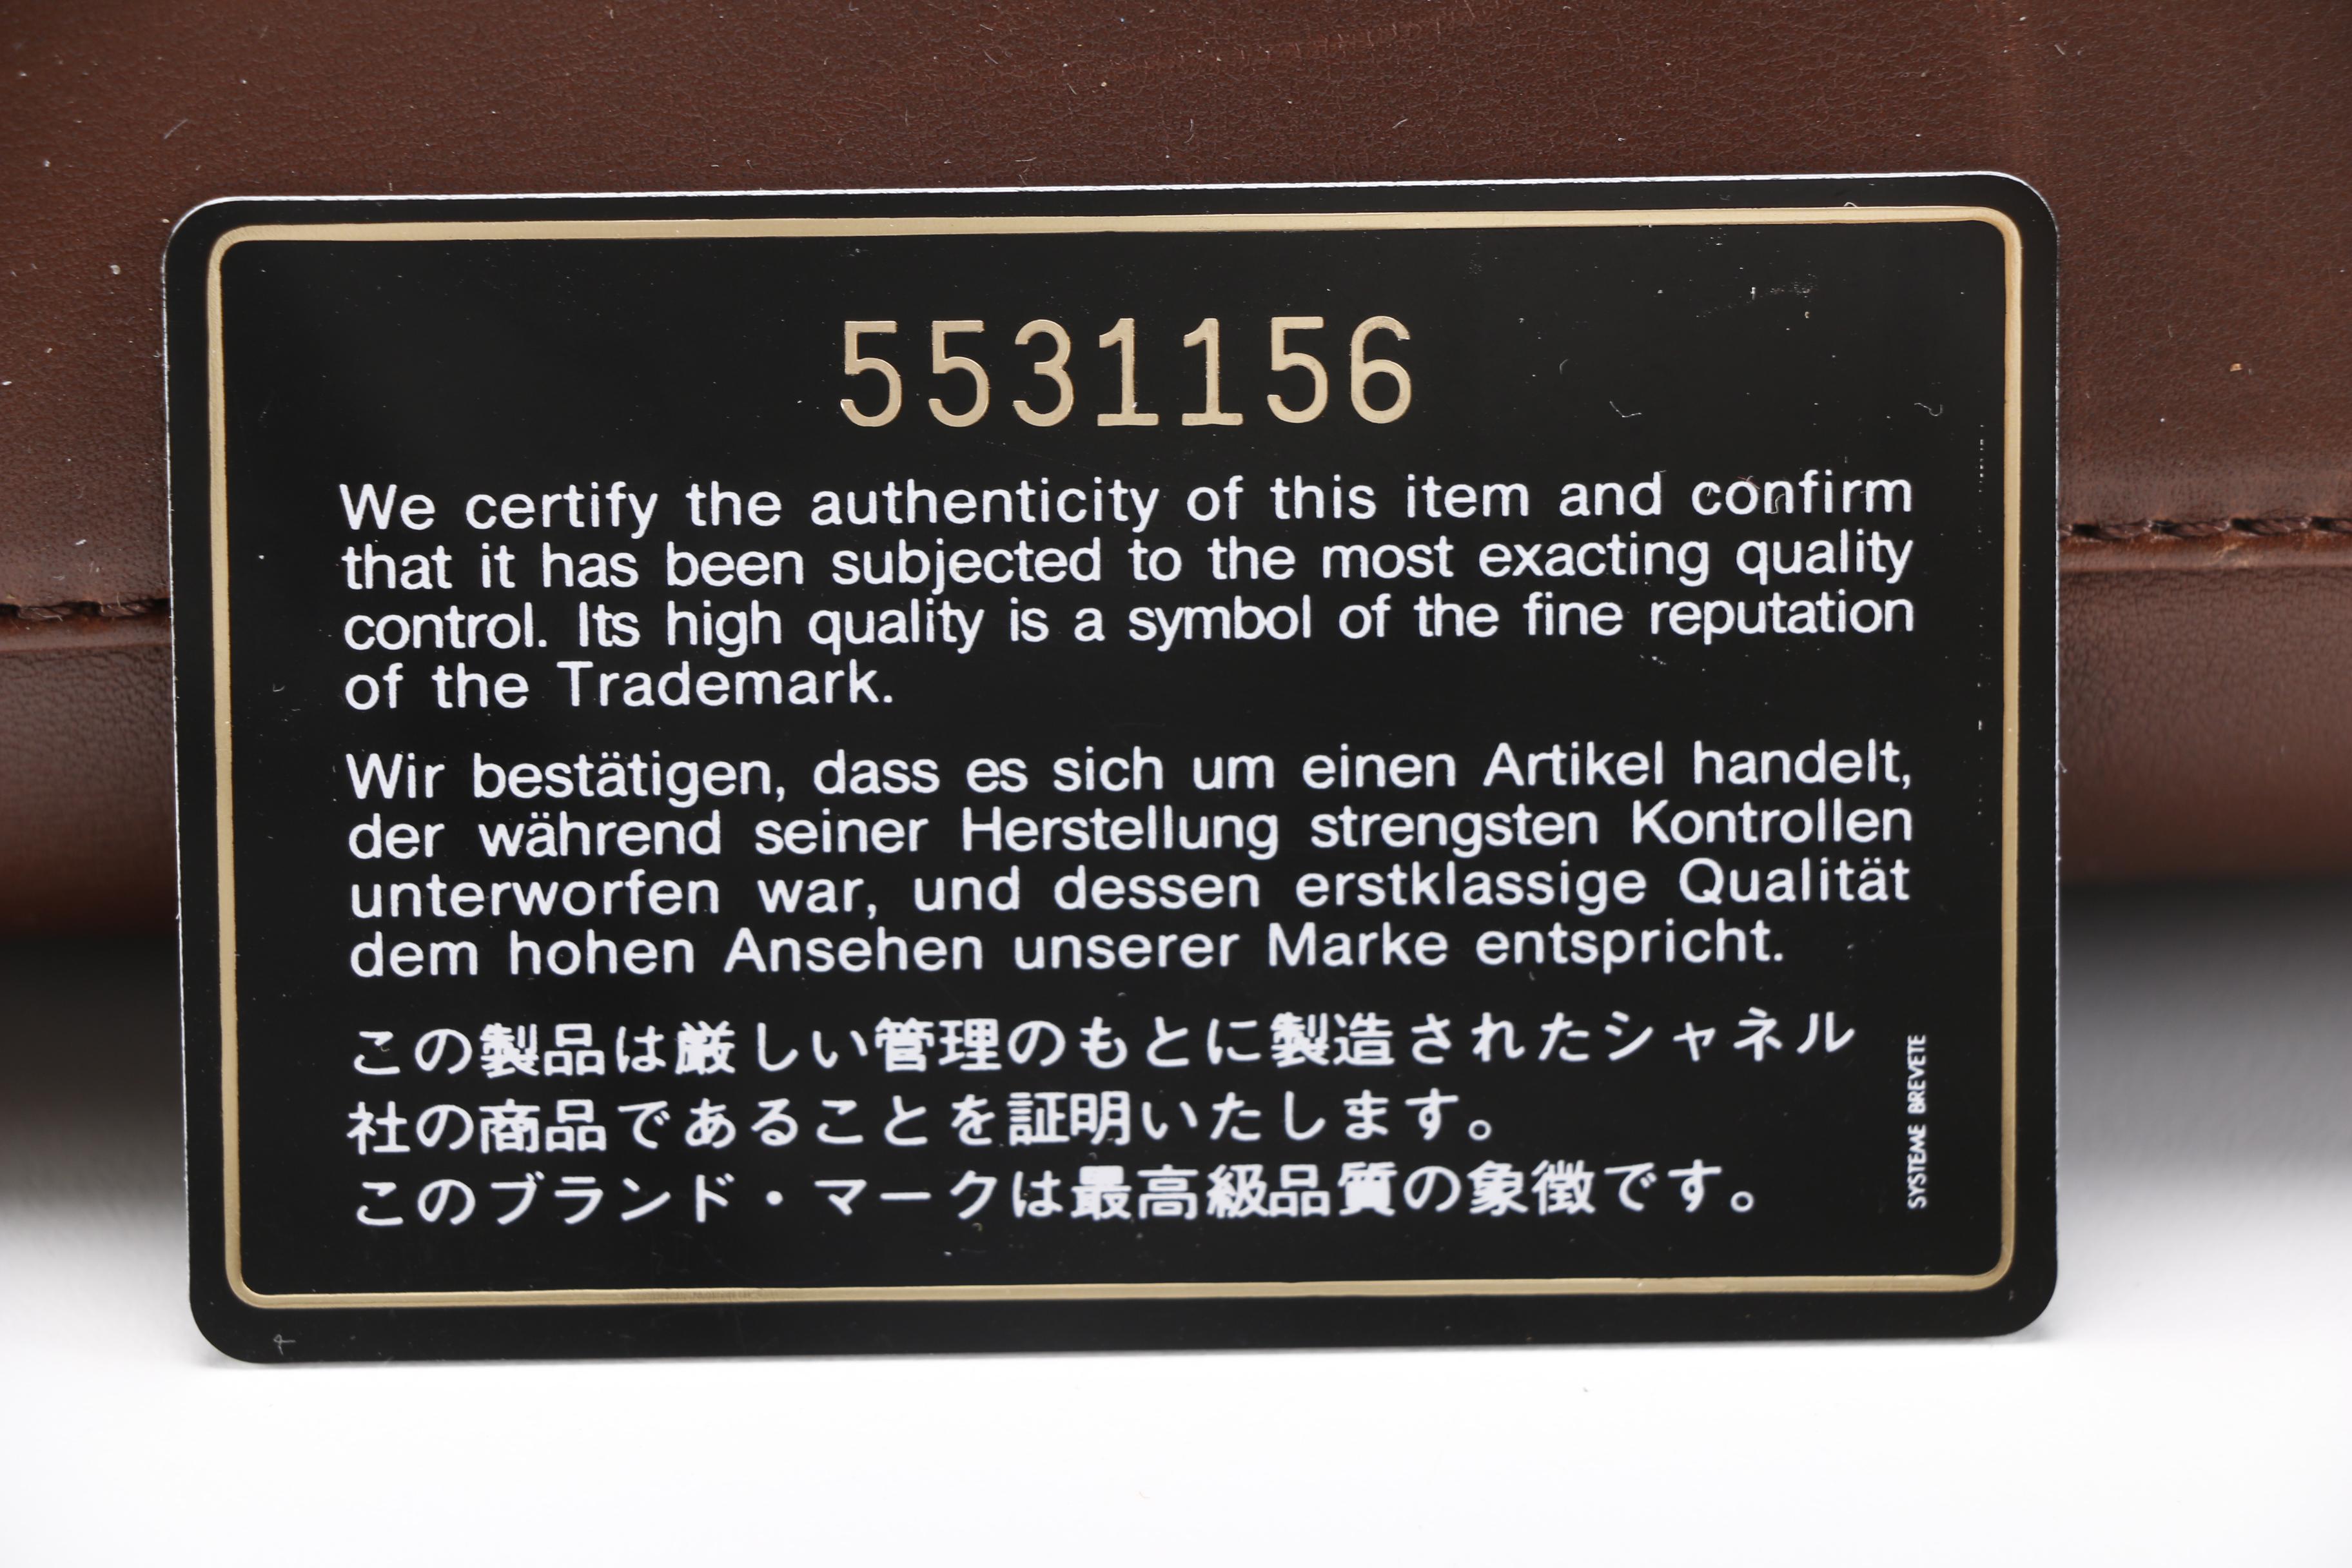 5531156
We certify the authenticity of this item and confirm
that it has been subjected to the most exacting quality
control. Its high quality is a symbol of the fine reputation
of the Trademark.
Wir bestätigen, dass es sich um einen Artikel handelt,
der während seiner Herstellung strengsten Kontrollen
unterworfen war, und dessen erstklassige Qualität
dem hohen Ansehen unserer Marke entspricht.
この製品は厳しい管理のもとに製造されたシャネル
社の商品であることを証明いたします。
このブランド・マークは最高級品質の象徴です。
SYSTEME BREVETE